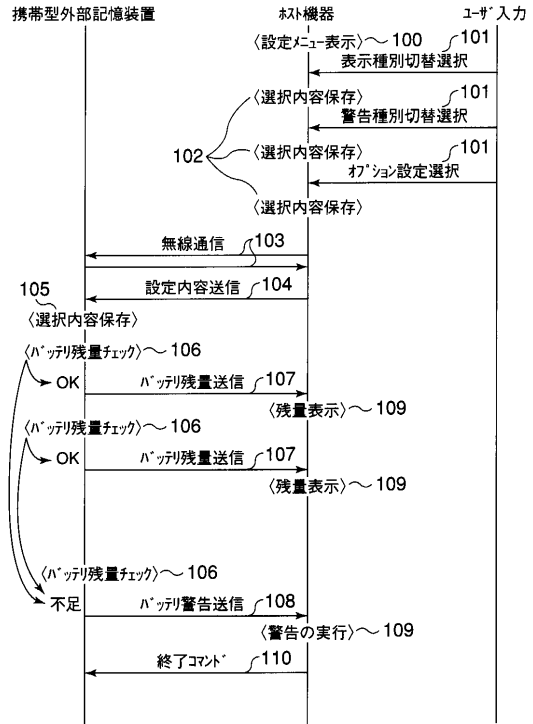 携帯型外部記憶装置 ホスト機器 ユーザ入力
〈設定メニュー表示〉～100 101
表示種別切替選択
〈選択内容保存〉 101
警告種別切替選択
102 〈選択内容保存〉 101
オプション設定選択
〈選択内容保存〉
無線通信 103
105 設定内容送信 104
〈選択内容保存〉
〈バッテリ残量チェック〉～106
OK バッテリ残量送信 107
〈残量表示〉～109
〈バッテリ残量チェック〉～106
OK バッテリ残量送信 107
〈残量表示〉～109
〈バッテリ残量チェック〉～106
不足 バッテリ警告送信 108
〈警告の実行〉～109
終了コマンド 110